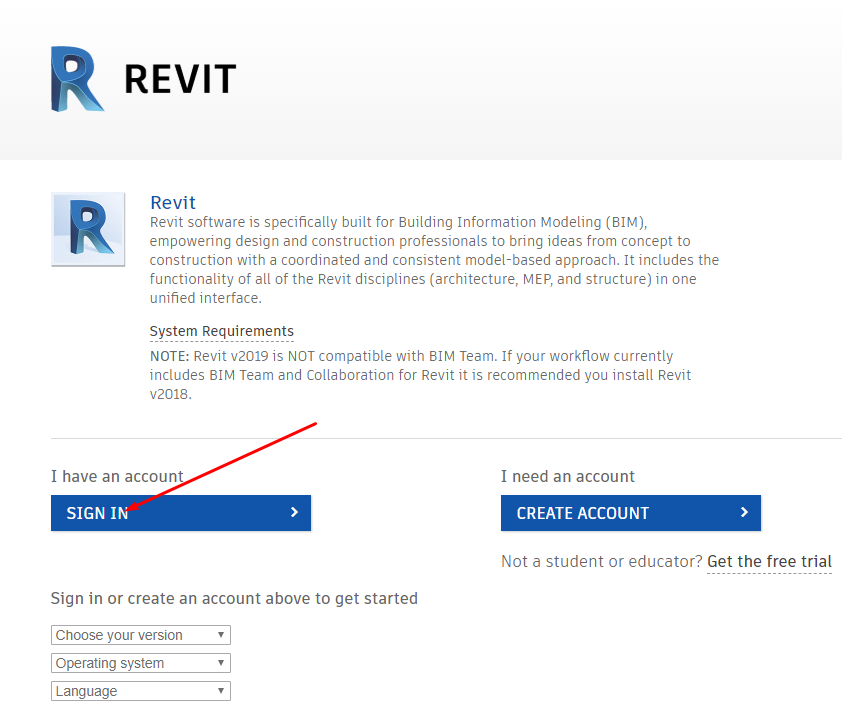 REVIT
Revit
Revit software is specifically built for Building Information Modeling (BIM),
empowering design and construction professionals to bring ideas from concept to
construction with a coordinated and consistent model-based approach. It includes the
functionality of all of the Revit disciplines (architecture, MEP, and structure) in one
unified interface.
System Requirements
NOTE: Revit v2019 is NOT compatible with BIM Team. If your workflow currently
includes BIM Team and Collaboration for Revit it is recommended you install Revit
v2018.
I have an account
SIGN IN
I need an account
CREATE ACCOUNT
Not a student or educator? Get the free trial
Sign in or create an account above to get started
Choose your version
Operating system
Language